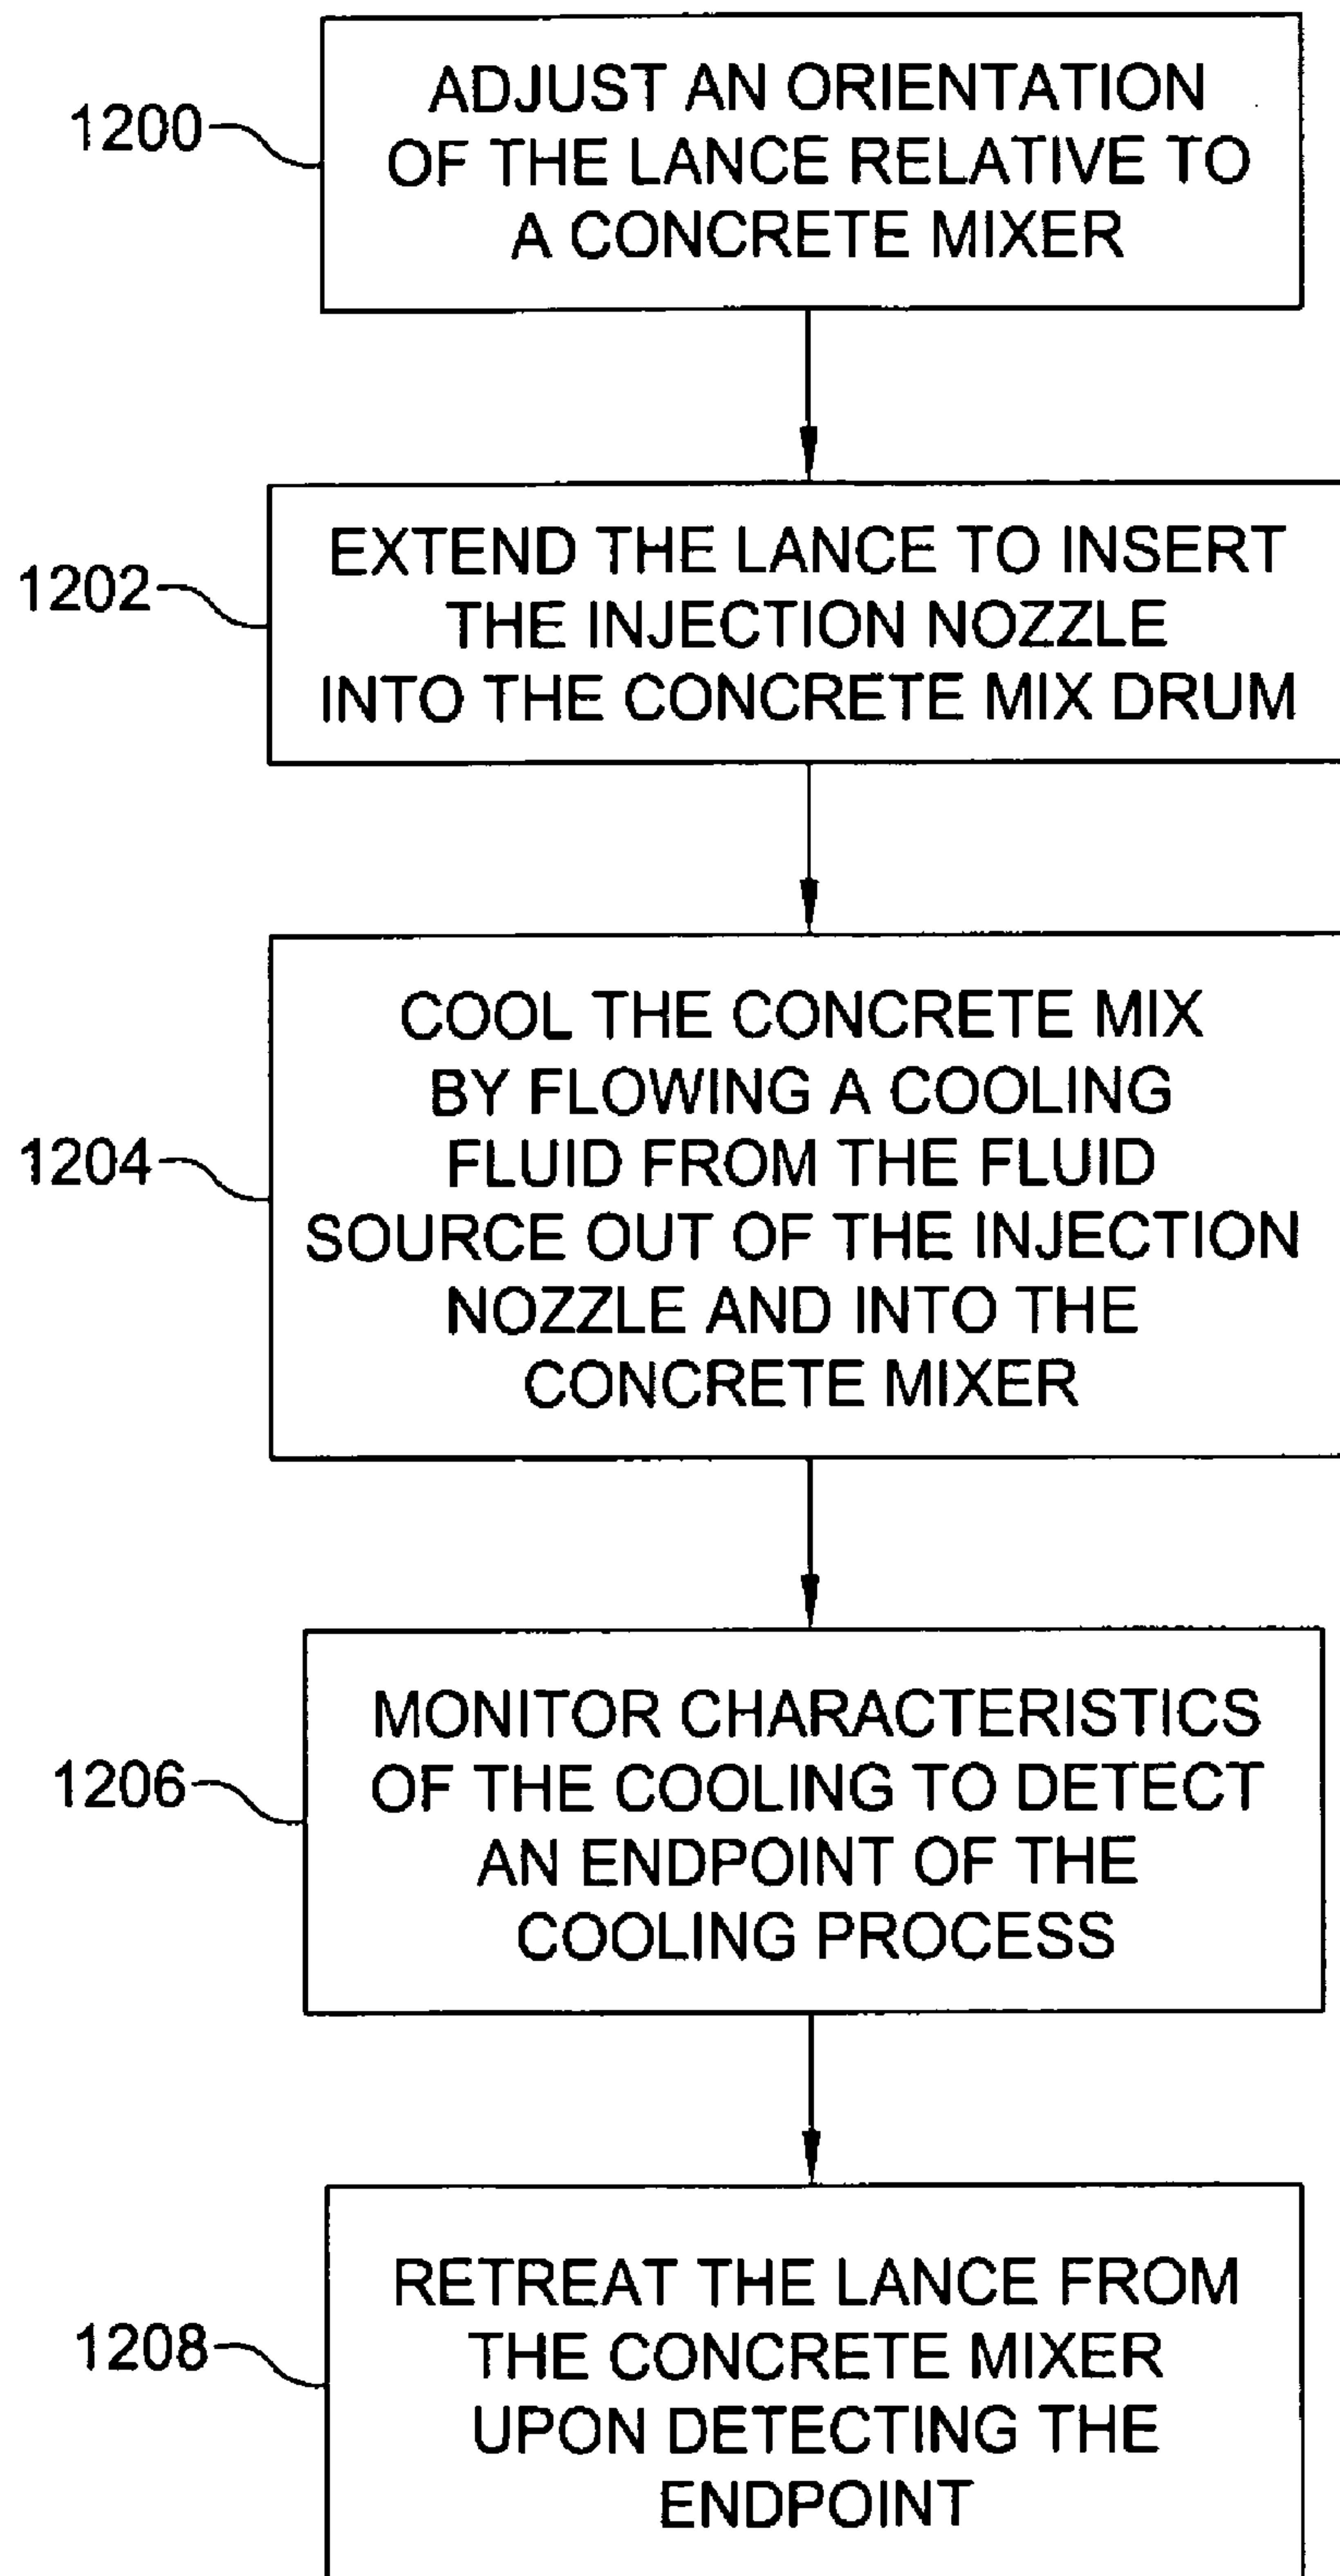 1200
ADJUST AN ORIENTATION
OF THE LANCE RELATIVE TO
A CONCRETE MIXER
1202
EXTEND THE LANCE TO INSERT
THE INJECTION NOZZLE
INTO THE CONCRETE MIX DRUM
1204
COOL THE CONCRETE MIX
BY FLOWING A COOLING
FLUID FROM THE FLUID
SOURCE OUT OF THE INJECTION
NOZZLE AND INTO THE
CONCRETE MIXER
1206
MONITOR CHARACTERISTICS
OF THE COOLING TO DETECT
AN ENDPOINT OF THE
COOLING PROCESS
1208
RETREAT THE LANCE FROM
THE CONCRETE MIXER
UPON DETECTING THE
ENDPOINT